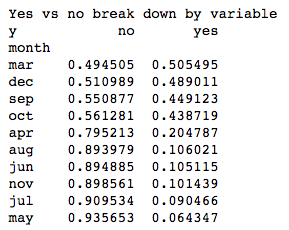 Yes vs no break down by variable
y no yes
month
mar 0.494505 0.505495
dec 0.510989 0.489011
sep 0.550877 0.449123
oct 0.561281 0.438719
apr 0.795213 0.204787
aug 0.893979 0.106021
jun 0.894885 0.105115
nov 0.898561 0.101439
jul 0.909534 0.090466
may 0.935653 0.064347